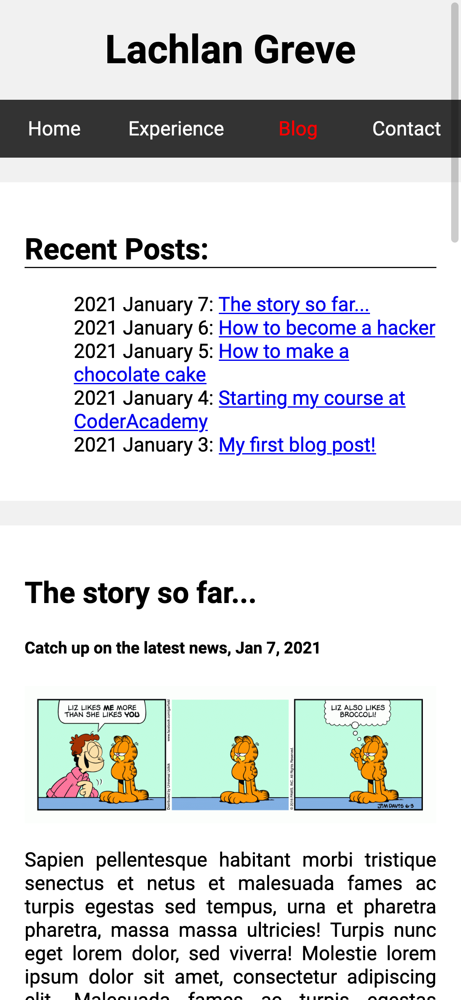 Lachlan Greve
Home Experience Blog Contact
Recent Posts:
2021 January 7: The story so far...
2021 January 6: How to become a hacker
2021 January 5: How to make a
chocolate cake
2021 January 4: Starting my course at
CoderAcademy
2021 January 3: My first blog post!
The story so far...
Catch up on the latest news, Jan 7, 2021
LIZ LIKES ME MORE
THAN SHE LIKES YOU
www.facebook.com/garfield
Distributed by Universal Uclick
© 2016 PAWS, INC. All Rights Reserved.
LIZ ALSO LIKES
BROCCOLI!
JIM DAVIS 6-3
Sapien pellentesque habitant morbi tristique
senectus et netus et malesuada fames ac
turpis egestas sed tempus, urna et pharetra
pharetra, massa massa ultricies! Turpis nunc
eget lorem dolor, sed viverra! Molestie lorem
ipsum dolor sit amet, consectetur adipiscing
elit. Malesuada fames ac turpis egestas